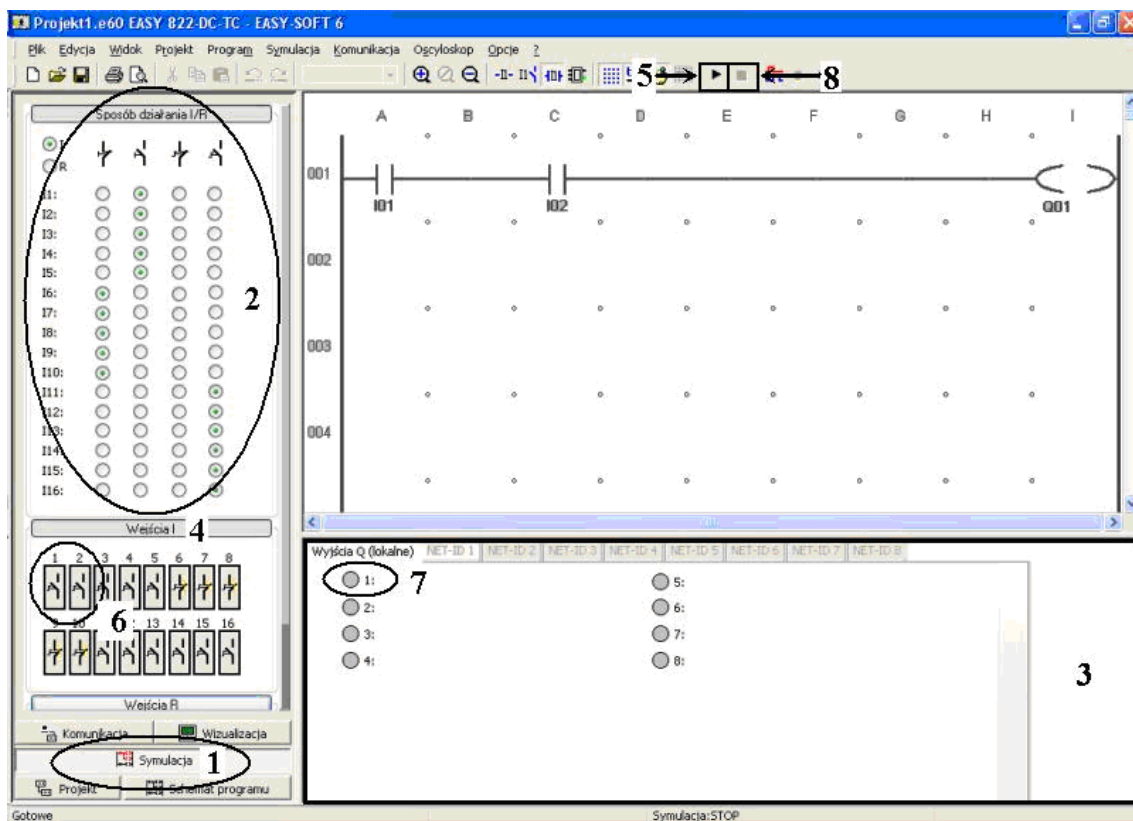 Projekt1.e60 EASY 822-DC-TC - EASY-SOFT 6
Plik Edycja Widok Projekt Program Symulacja Komunikacja Oscyloskop Opcje ?
5 8
Sposób działania I/R
I
R
I1:
I2:
I3:
I4:
I5:
I6:
I7:
I8:
I9:
I10:
I11:
I12:
I13:
I14:
I15:
I16:
2
Wejścia I 4
1 2 3 4 5 6 7 8
6
9 10 13 14 15 16
Wejścia R
Komunikacja Wizualizacja
Symulacja 1
Projekt Schemat programu
A B C D E F G H I
001
I01 I02 Q01
002
003
004
Wyjścia Q (lokalne) NET-ID 1 NET-ID 2 NET-ID 3 NET-ID 4 NET-ID 5 NET-ID 6 NET-ID 7 NET-ID 8
1: 7 5:
2: 6:
3: 7:
4: 8:
3
Gotowe Symulacja:STOP